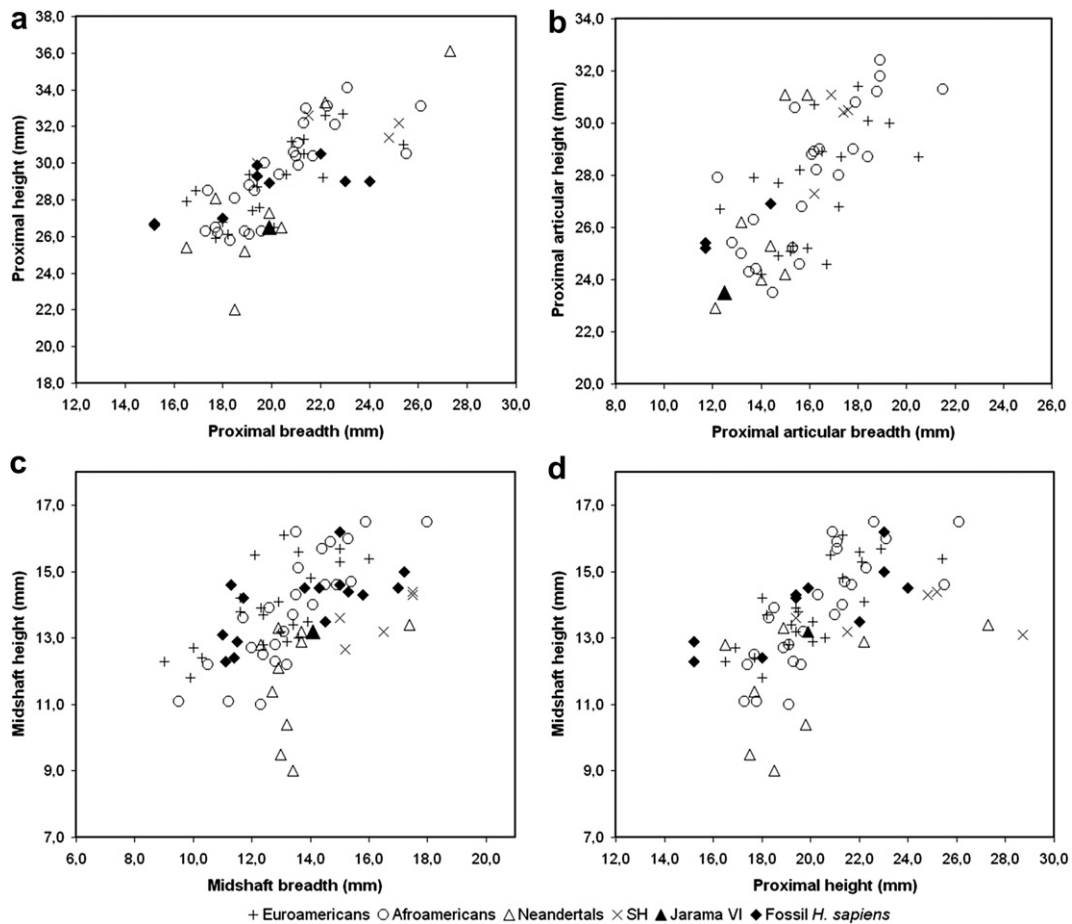 a
38,0
36,0
34,0
32,0
30,0
28,0
26,0
24,0
22,0
20,0
18,0
Proximal height (mm)
12,0 14,0 16,0 18,0 20,0 22,0 24,0 26,0 28,0 30,0
Proximal breadth (mm)
b
34,0
32,0
30,0
28,0
26,0
24,0
22,0
20,0
Proximal articular height (mm)
8,0 10,0 12,0 14,0 16,0 18,0 20,0 22,0 24,0 26,0
Proximal articular breadth (mm)
c
17,0
15,0
13,0
11,0
9,0
7,0
Midshaft height (mm)
6,0 8,0 10,0 12,0 14,0 16,0 18,0 20,0
Midshaft breadth (mm)
d
17,0
15,0
13,0
11,0
9,0
7,0
Midshaft height (mm)
12,0 14,0 16,0 18,0 20,0 22,0 24,0 26,0 28,0 30,0
Proximal height (mm)
Euroamericans Afroamericans Neandertals SH Jarama VI Fossil H. sapiens